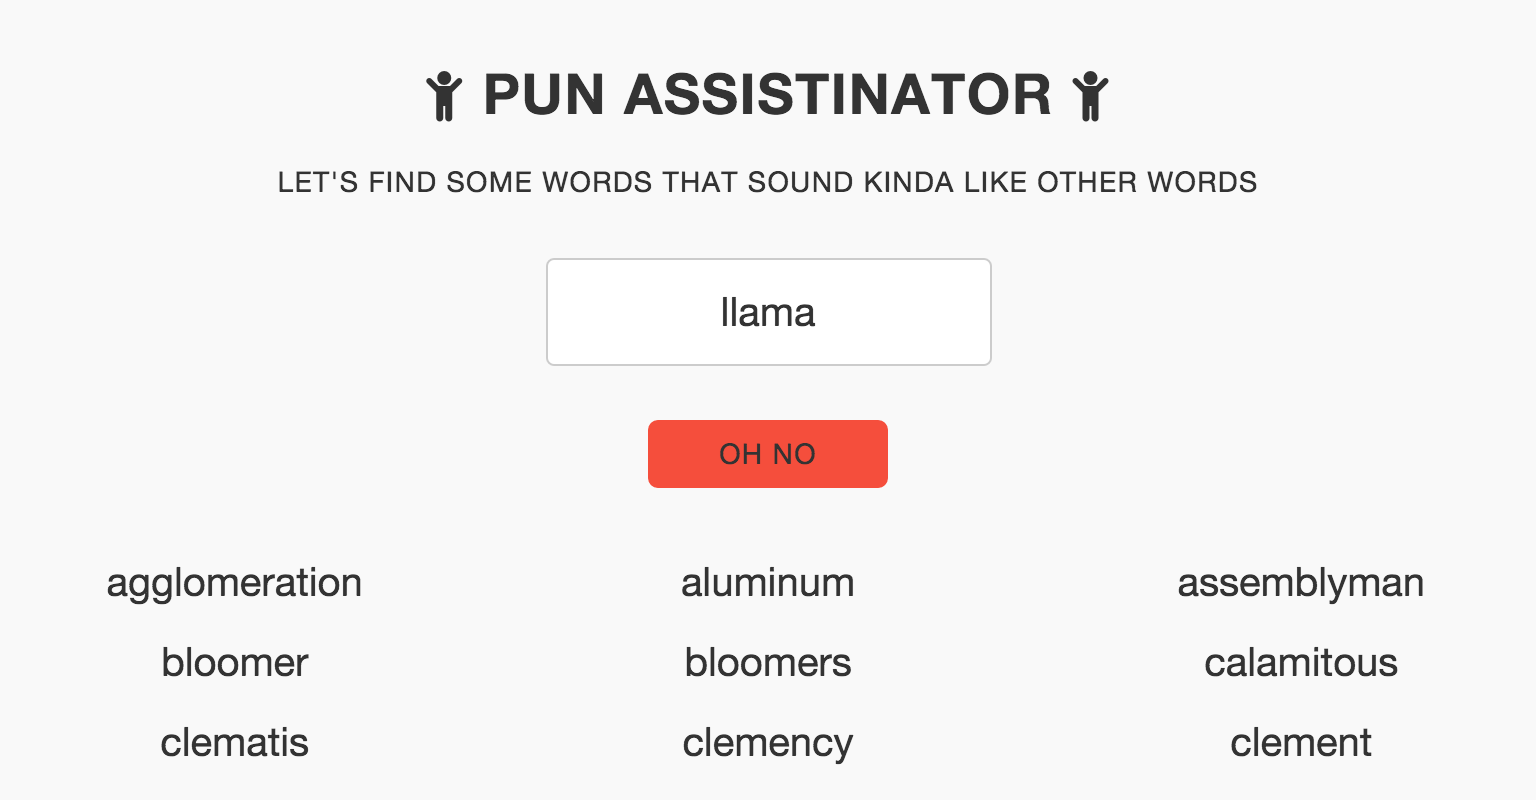 PUN ASSISTINATOR
LET'S FIND SOME WORDS THAT SOUND KINDA LIKE OTHER WORDS
llama
OH NO
agglomeration aluminum assemblyman
bloomer bloomers calamitous
clematis clemency clement